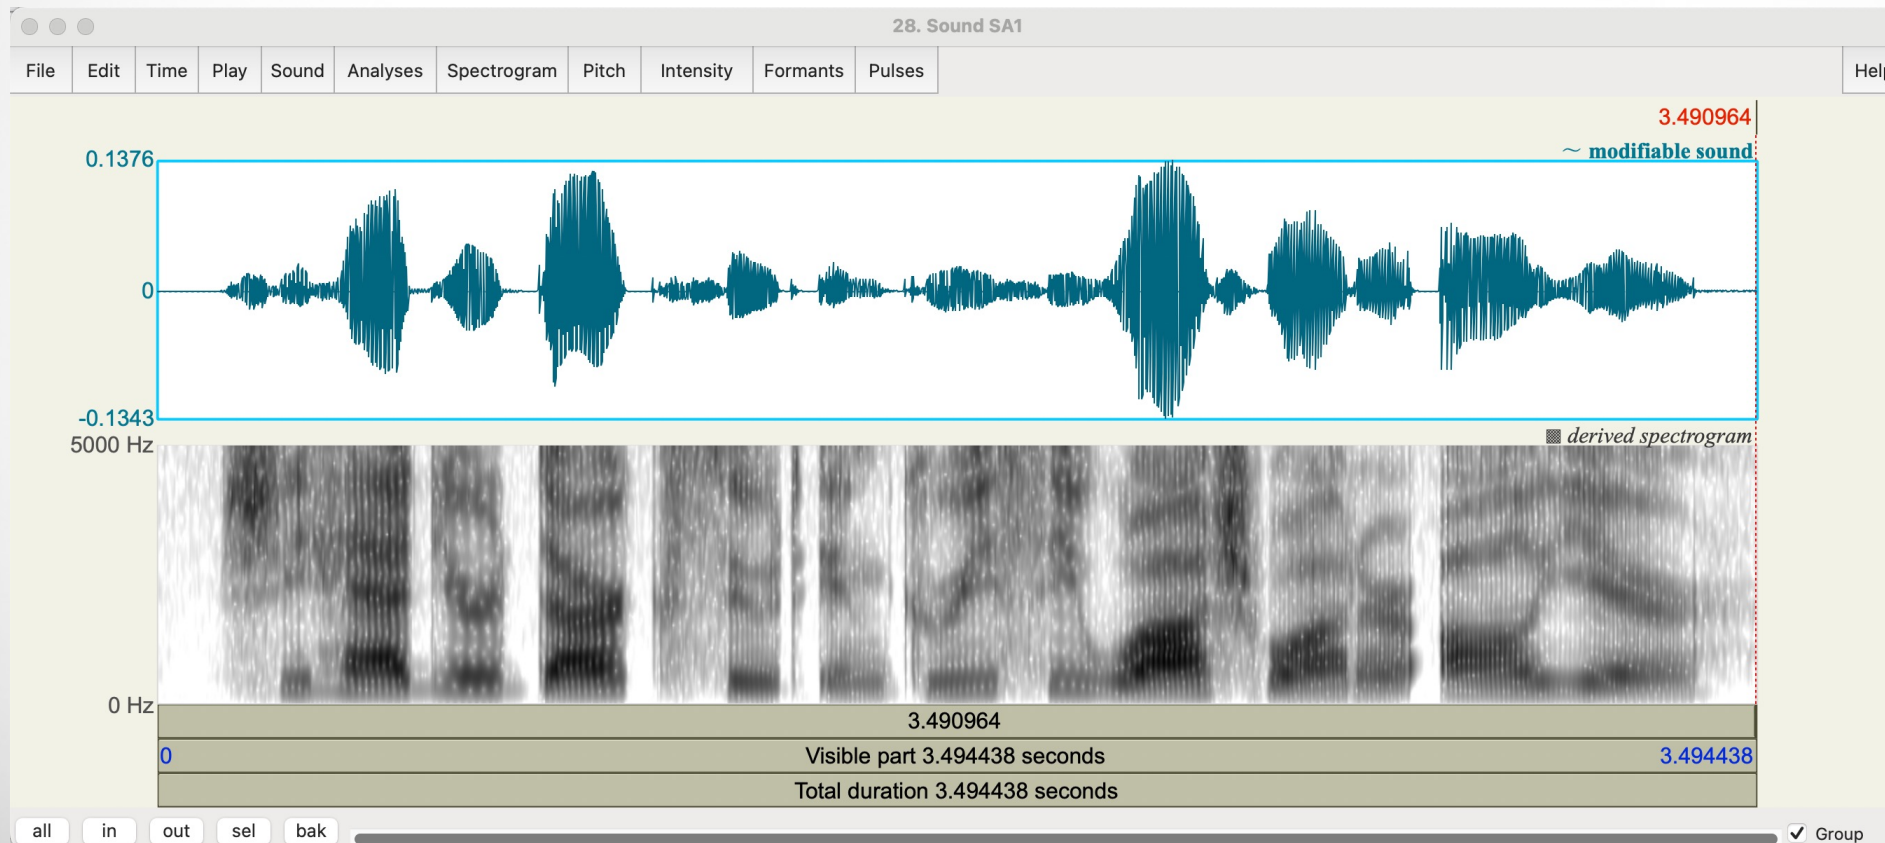 28. Sound SA1
File Edit Time Play Sound Analyses Spectrogram Pitch Intensity Formants Pulses Help
3.490964
0.1376
~ modifiable sound
0
-0.1343
derived spectrogram
5000 Hz
0 Hz
3.490964
0 Visible part 3.494438 seconds 3.494438
Total duration 3.494438 seconds
all in out sel bak Group